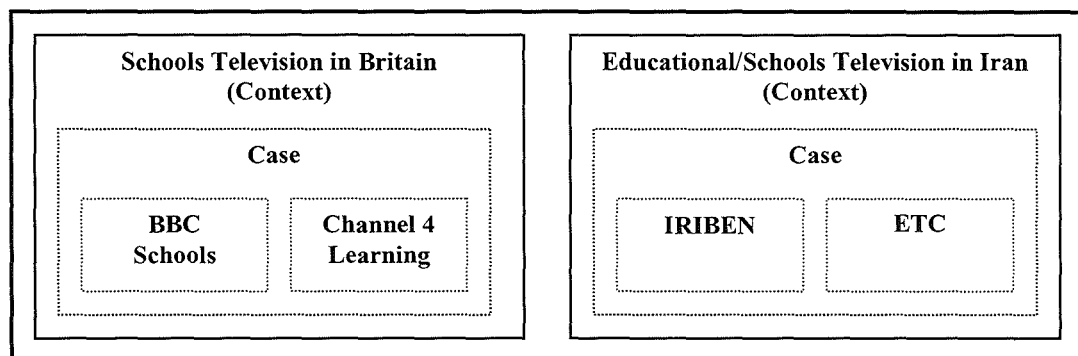 Schools Television in Britain
(Context)
Case
BBC
Schools
Channel 4
Learning
Educational/Schools Television in Iran
(Context)
Case
IRIBEN
ETC